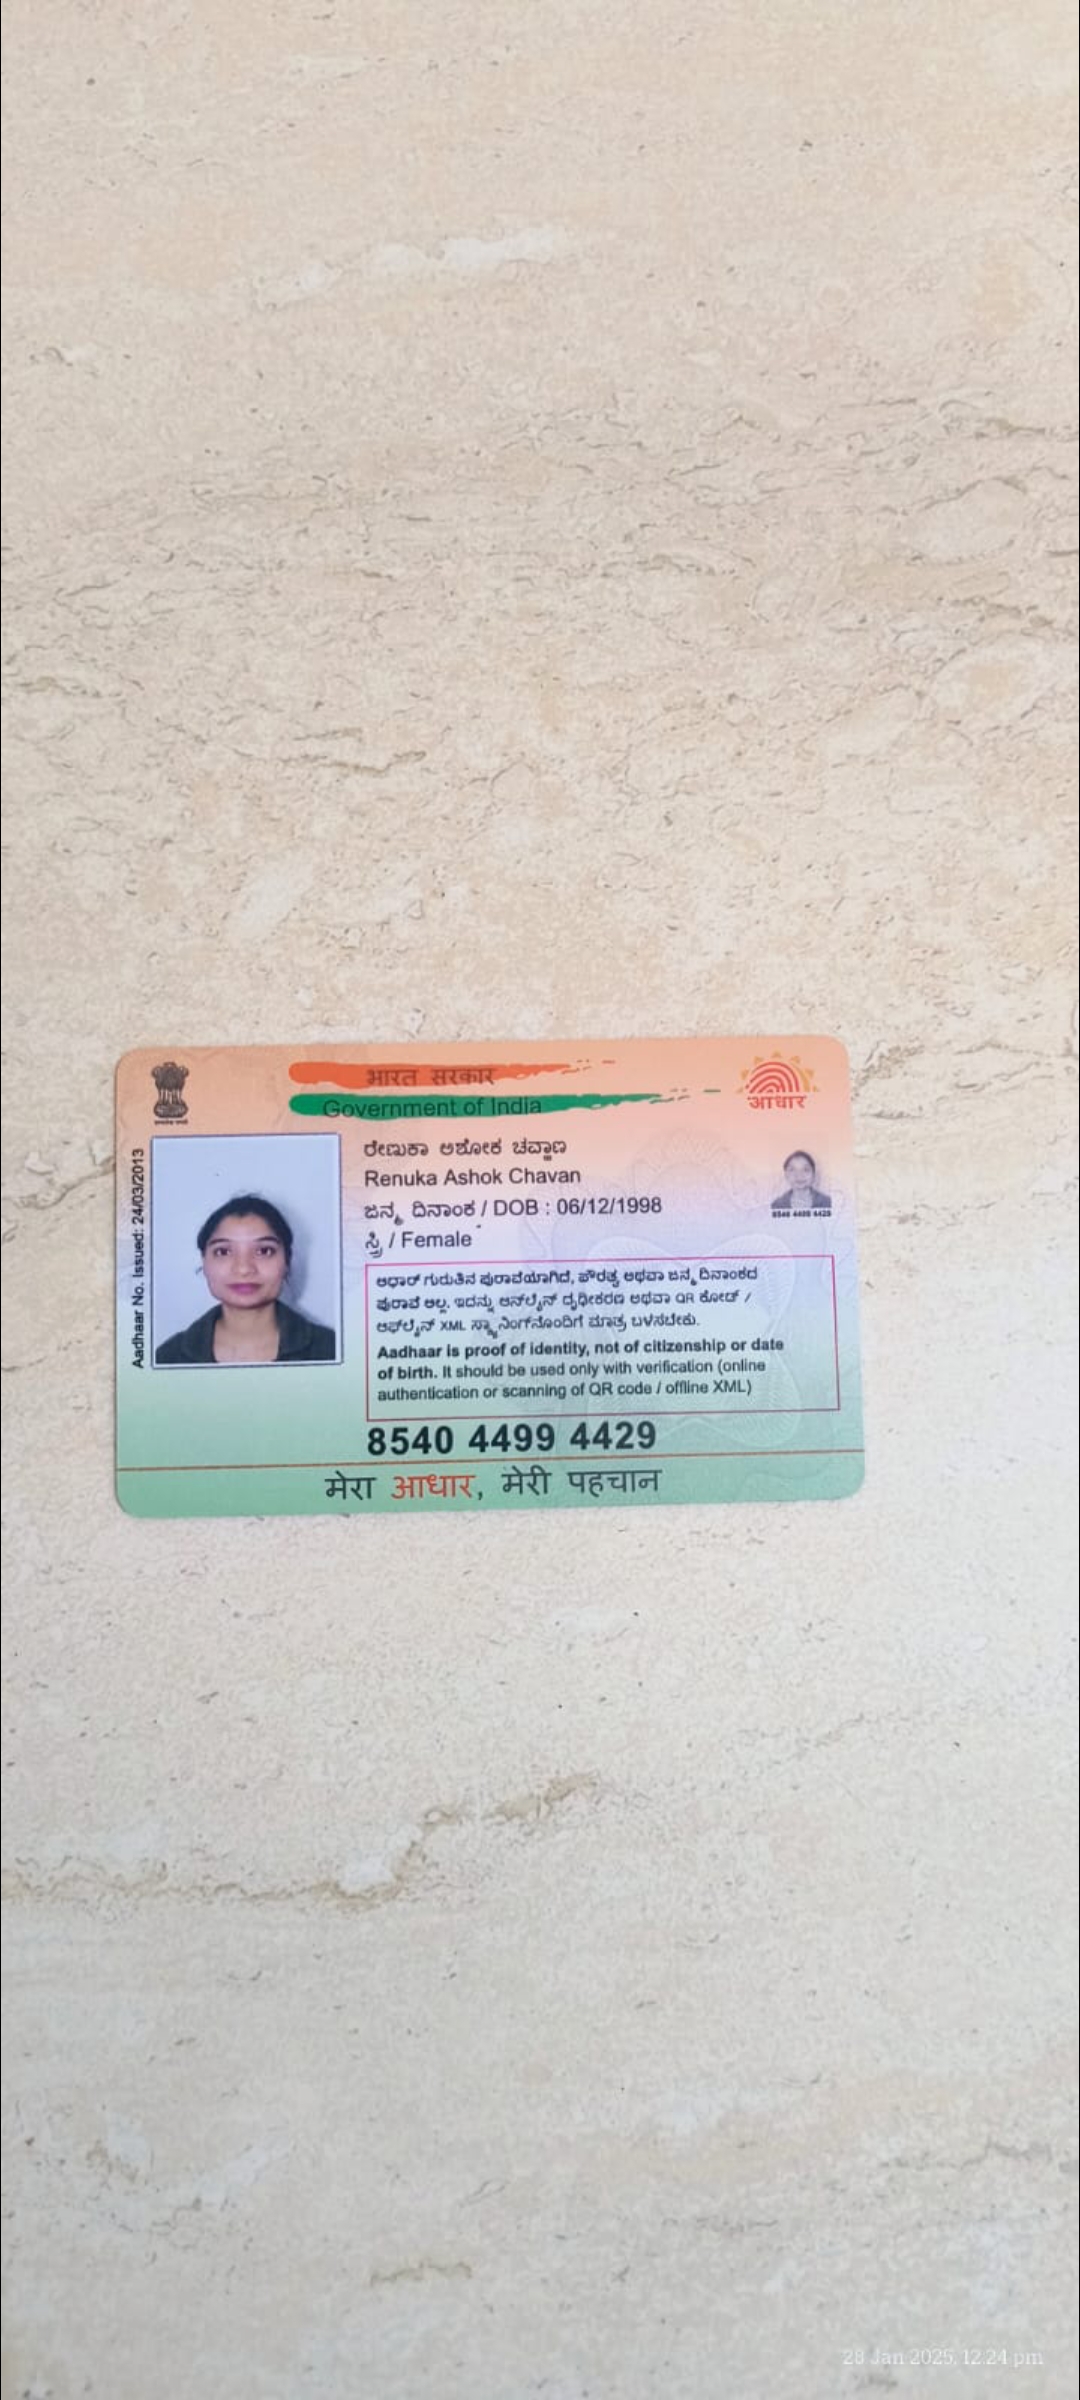 भारत सरकार
Government of India
आधार
Aadhaar No. Issued: 24/03/2013
ರೇಣುಕಾ ಅಶೋಕ ಚವ್ಹಾಣ
Renuka Ashok Chavan
ಜನ್ಮ ದಿನಾಂಕ / DOB : 06/12/1998
ಸ್ತ್ರೀ / Female
8540 4499 4429
ಆಧಾರ್ ಗುರುತಿನ ಪುರಾವೆಯಾಗಿದೆ, ಪೌರತ್ವ ಅಥವಾ ಜನ್ಮ ದಿನಾಂಕದ
ಪುರಾವೆ ಅಲ್ಲ. ಇದನ್ನು ಆನ್‌ಲೈನ್ ದೃಢೀಕರಣ ಅಥವಾ QR ಕೋಡ್ /
ಆಫ್‌ಲೈನ್ XML ಸ್ಕ್ಯಾನಿಂಗ್‌ನೊಂದಿಗೆ ಮಾತ್ರ ಬಳಸಬೇಕು.
Aadhaar is proof of identity, not of citizenship or date
of birth. It should be used only with verification (online
authentication or scanning of QR code / offline XML)
8540 4499 4429
मेरा आधार, मेरी पहचान
28 Jan 2025, 12:24 pm